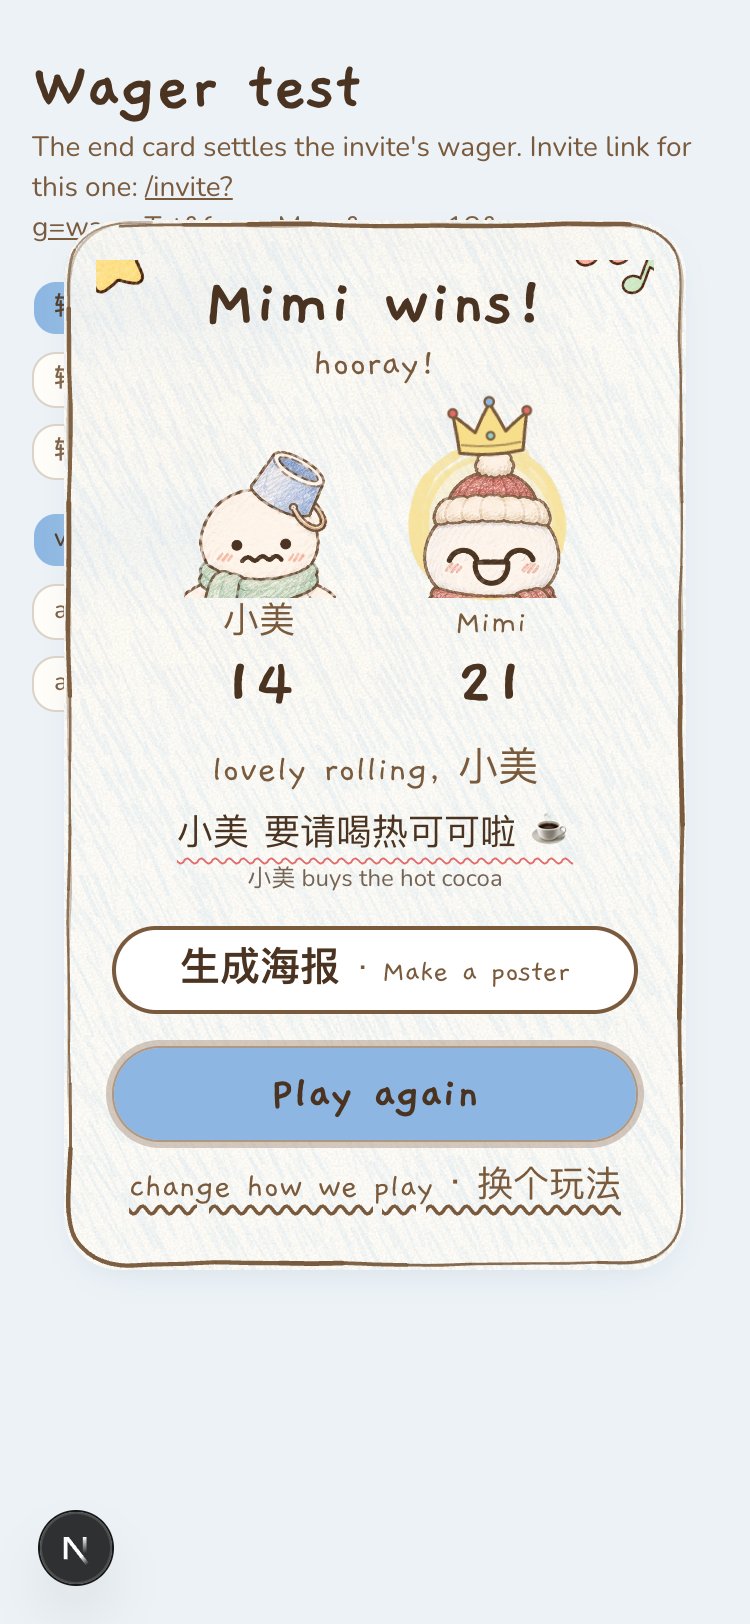 Wager test
The end card settles the invite's wager. Invite link for
this one: /invite?
Mimi wins!
hooray!
小美 Mimi
14 21
lovely rolling, 小美
小美 要请喝热可可啦 ☕
小美 buys the hot cocoa
生成海报 · Make a poster
Play again
change how we play · 换个玩法
N